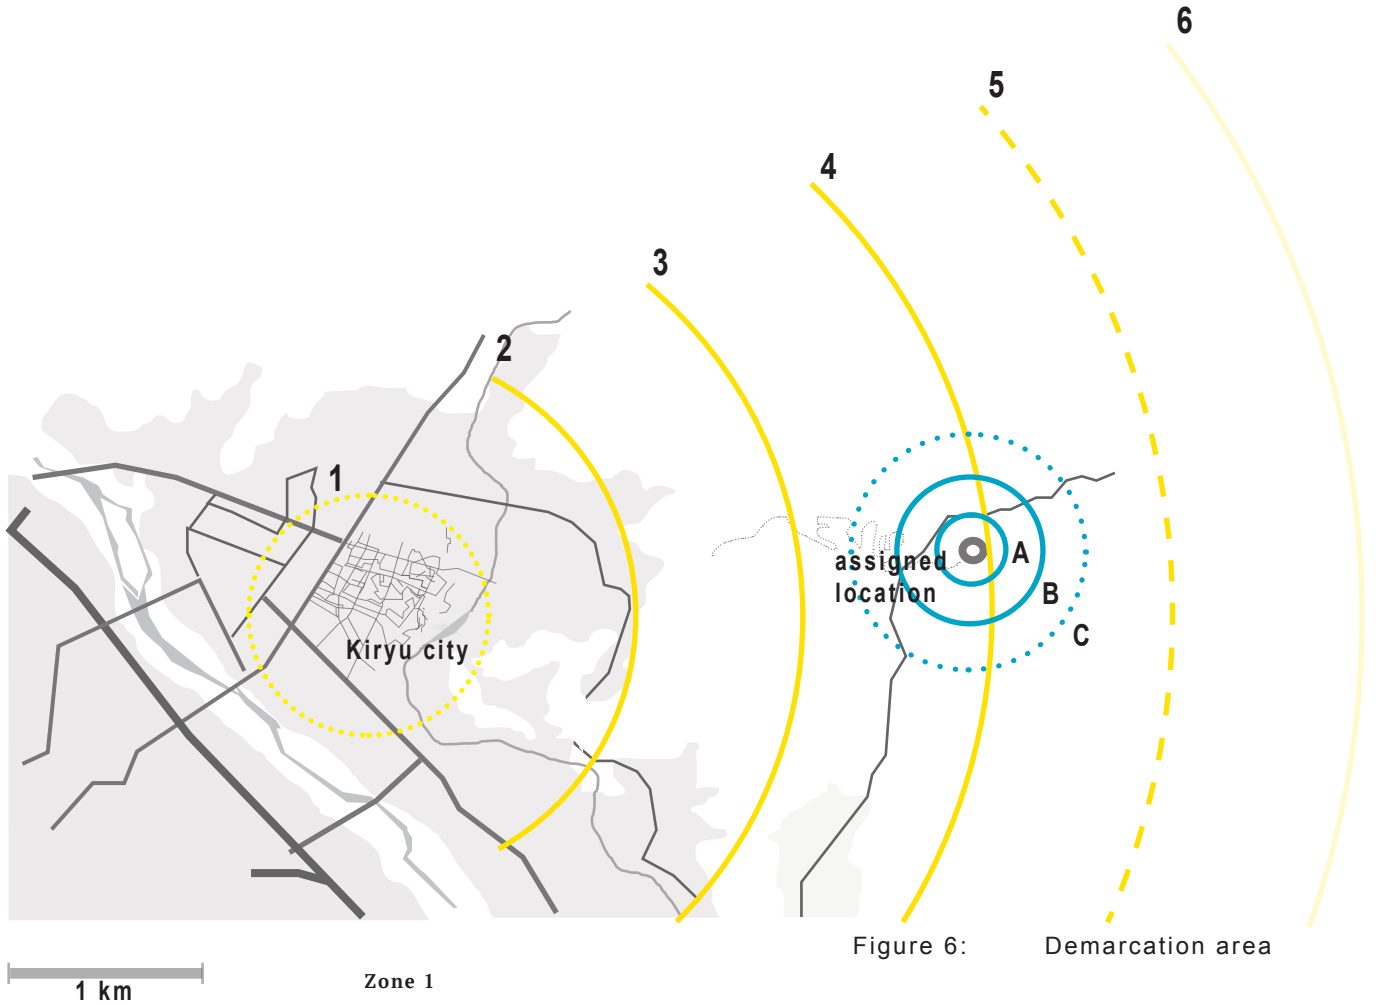 6
5
4
3
2
1
assigned
location
A
B
C
Kiryu city
Figure 6: Demarcation area
1 km
Zone 1